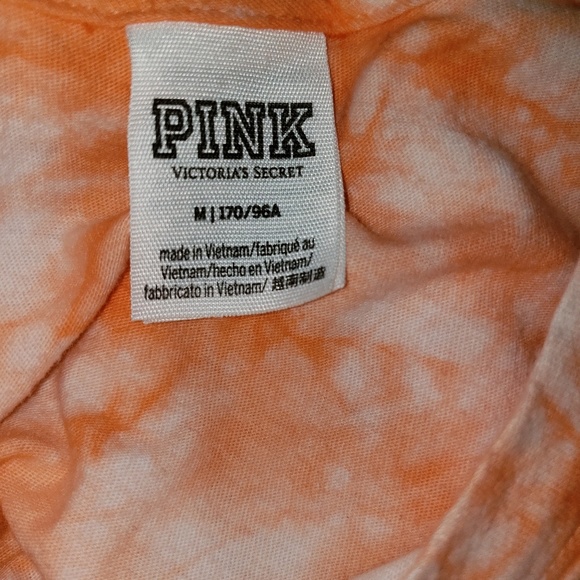 PINK
VICTORIA'S SECRET
M | 170/96A
made in Vietnam/fabriqué au
Vietnam/hecho en Vietnam/
fabbricato in Vietnam/ 越南制造